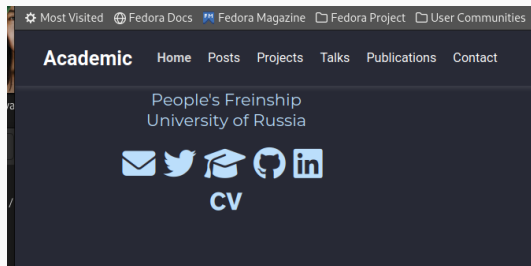 Most Visited Fedora Docs Fedora Magazine Fedora Project User Communities
Academic Home Posts Projects Talks Publications Contact
People's Freinship
University of Russia
CV